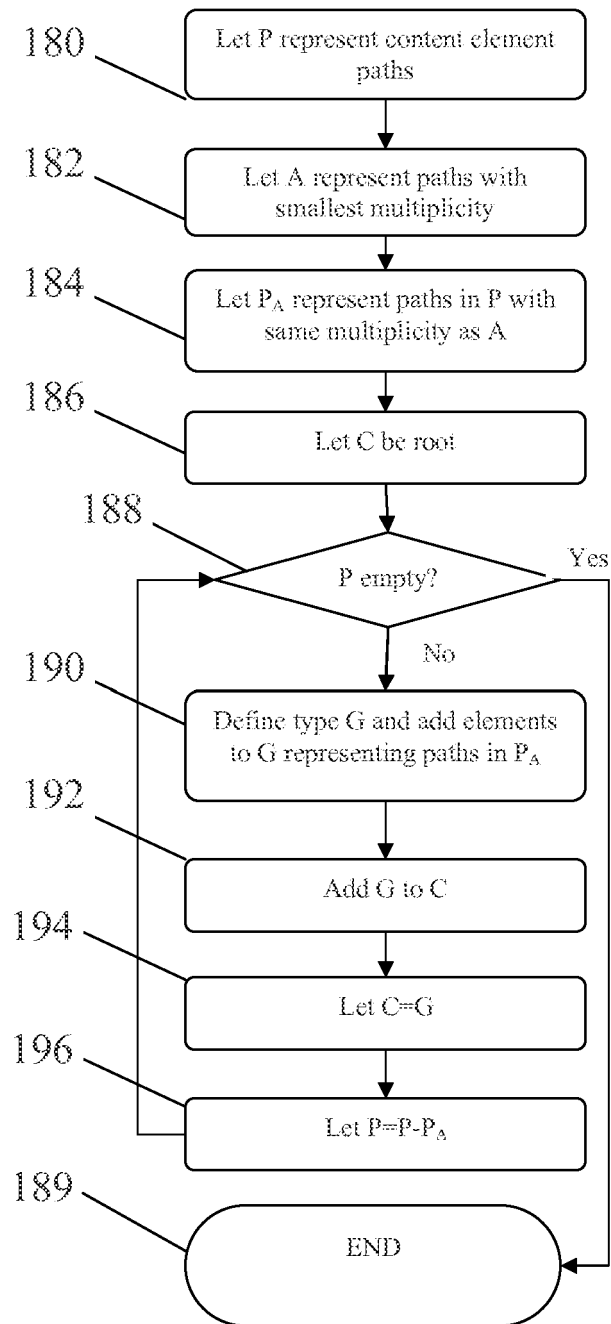 180
Let P represent content element
paths
182
Let A represent paths with
smallest multiplicity
184
Let P_A represent paths in P with
same multiplicity as A
186
Let C be root
188
P empty?
Yes
No
190
Define type G and add elements
to G representing paths in P_A
192
Add G to C
194
Let C=G
196
Let P=P-P_A
189
END